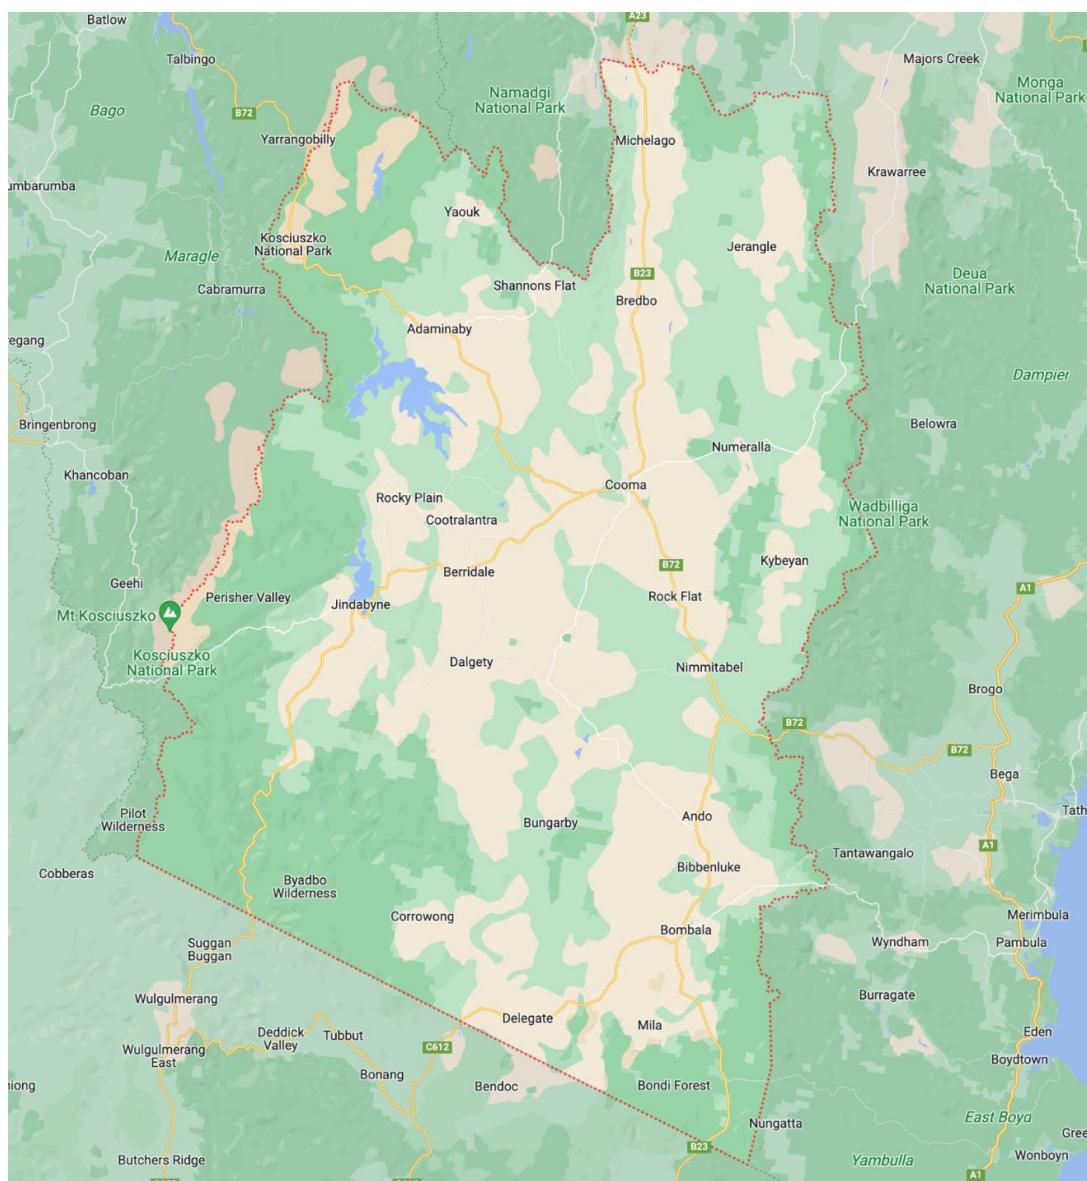 Batlow
A23
Talbingo
Majors Creek
Namadgi
National Park
Monga
National Park
Bago
B72
Yarrangobilly
Michelago
Krawarree
umbarumba
Yaouk
Kosciuszko
National Park
Jerangle
Maragle
Deua
National Park
B23
Cabramurra
Shannons Flat
Bredbo
Adaminaby
egang
Dampier
Bringenbrong
Belowra
Numeralla
Khancoban
Cooma
Rocky Plain
Cootralantra
Wadbilliga
National Park
Kybeyan
B72
Berridale
Geehi
A1
Perisher Valley
Rock Flat
Jindabyne
Mt Kosciuszko
Kosciuszko
National Park
Dalgety
Nimmitabel
Brogo
B72
B72
Bega
Pilot
Wilderness
Tath
Bungarby
Ando
A1
Tantawangalo
Cobberas
Bibbenluke
Byadbo
Wilderness
Corrowong
Merimbula
Bombala
Suggan
Buggan
Wyndham
Pambula
Wulgulmerang
Burragate
Delegate
Mila
Deddick
Valley
Tubbut
Eden
C612
Wulgulmerang
East
Boydtown
Bonang
Bendoc
Bondi Forest
niong
East Boyd
Nungatta
Gree
B23
Butchers Ridge
Yambulla
Wonboyn
A1